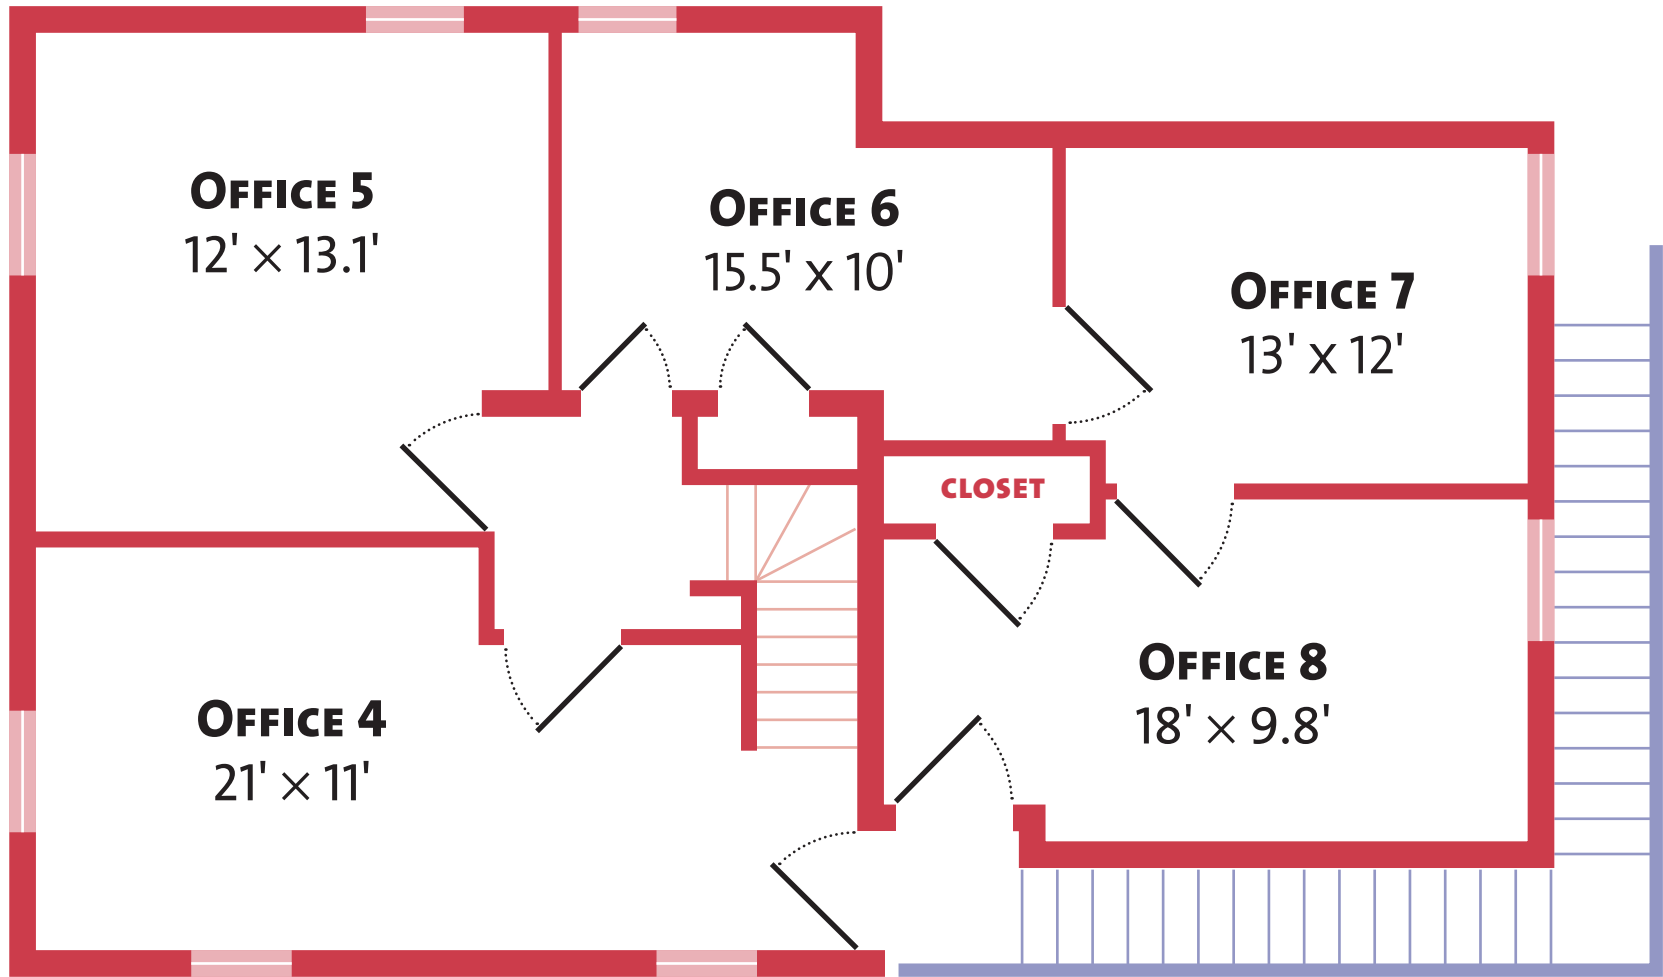 OFFICE 5
12' × 13.1'
OFFICE 6
15.5' x 10'
OFFICE 7
13' x 12'
CLOSET
OFFICE 8
18' × 9.8'
OFFICE 4
21' × 11'